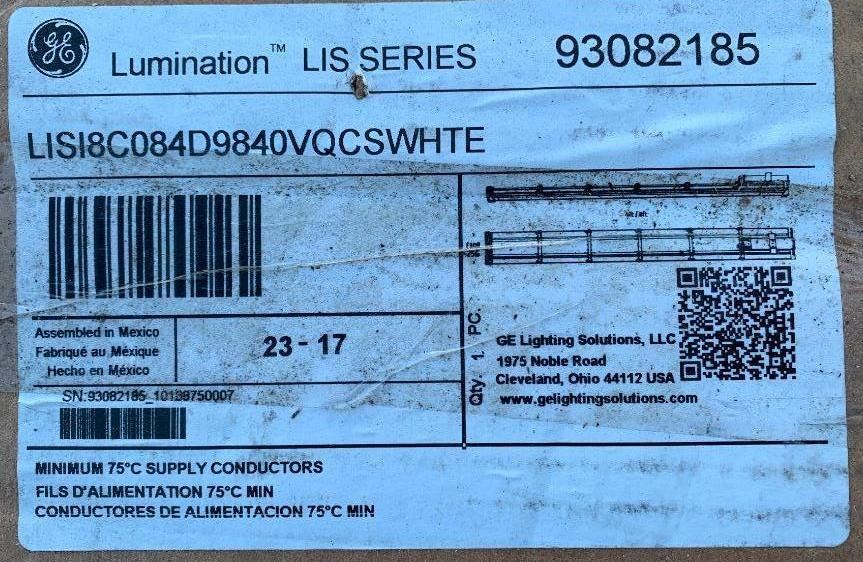 GE Lumination™ LIS SERIES 93082185
LISI8C084D9840VQCSWHTE
Assembled in Mexico
Fabriqué au Méxique
Hecho en México
23 - 17
SN:93082185
MINIMUM 75°C SUPPLY CONDUCTORS
FILS D'ALIMENTATION 75°C MIN
CONDUCTORES DE ALIMENTACION 75°C MIN
Qty. 1 PC.
GE Lighting Solutions, LLC
1975 Noble Road
Cleveland, Ohio 44112 USA
www.gelightingsolutions.com